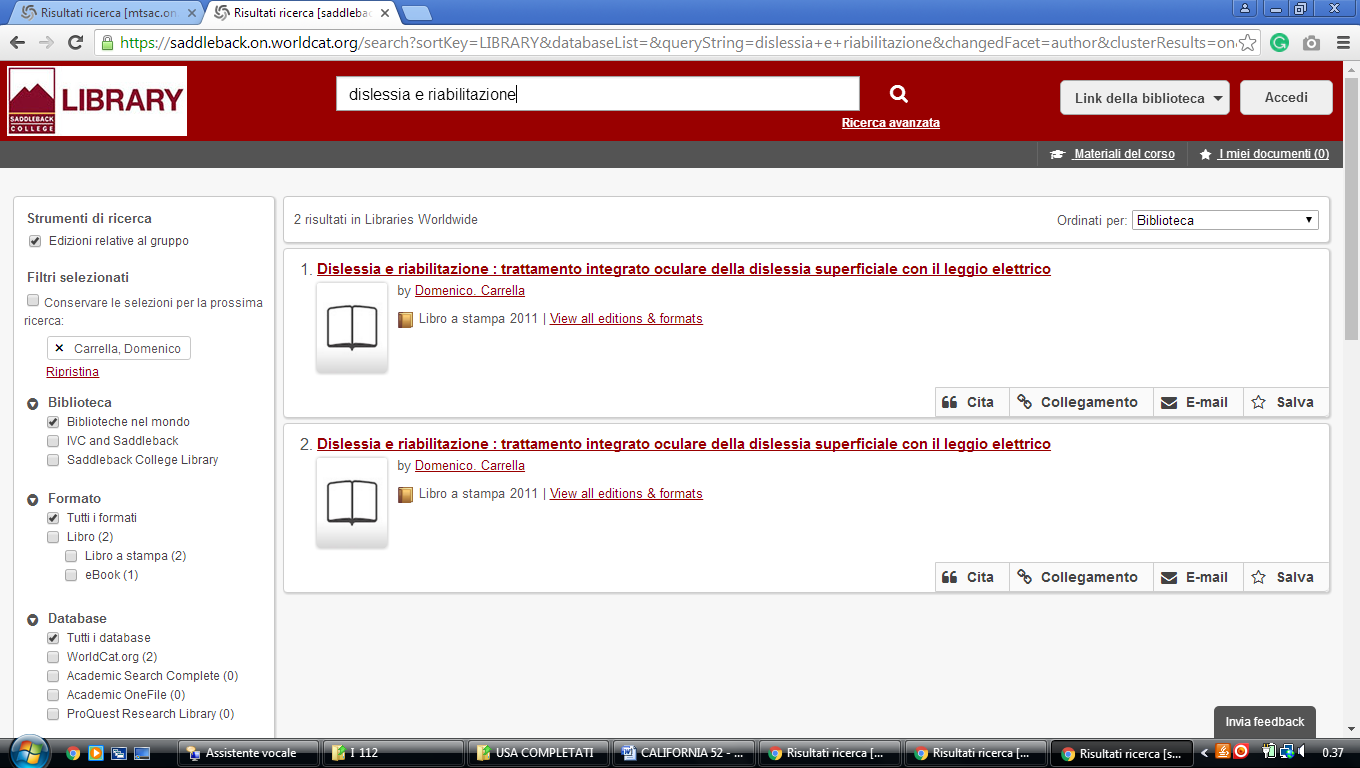 Risultati ricerca [mtsac.on
Risultati ricerca [saddleba
https://saddleback.on.worldcat.org/search?sortKey=LIBRARY&databaseList=&queryString=dislessia+e+riabilitazione&changedFacet=author&clusterResults=on
SADDLEBACK COLLEGE LIBRARY
dislessia e riabilitazione
Ricerca avanzata
Link della biblioteca
Accedi
Materiali del corso
I miei documenti (0)
Strumenti di ricerca
Edizioni relative al gruppo
Filtri selezionati
Conservare le selezioni per la prossima
ricerca:
Carrella, Domenico
Ripristina
Biblioteca
Biblioteche nel mondo
IVC and Saddleback
Saddleback College Library
Formato
Tutti i formati
Libro (2)
Libro a stampa (2)
eBook (1)
Database
Tutti i database
WorldCat.org (2)
Academic Search Complete (0)
Academic OneFile (0)
ProQuest Research Library (0)
2 risultati in Libraries Worldwide
Ordinati per: Biblioteca
1. Dislessia e riabilitazione : trattamento integrato oculare della dislessia superficiale con il leggio elettrico
by Domenico. Carrella
Libro a stampa 2011 | View all editions & formats
Cita Collegamento E-mail Salva
2. Dislessia e riabilitazione : trattamento integrato oculare della dislessia superficiale con il leggio elettrico
by Domenico. Carrella
Libro a stampa 2011 | View all editions & formats
Cita Collegamento E-mail Salva
Invia feedback
Assistente vocale
I 112
USA COMPLETATI
CALIFORNIA 52 - ...
Risultati ricerca [m...
Risultati ricerca [m...
Risultati ricerca [s...
0.37